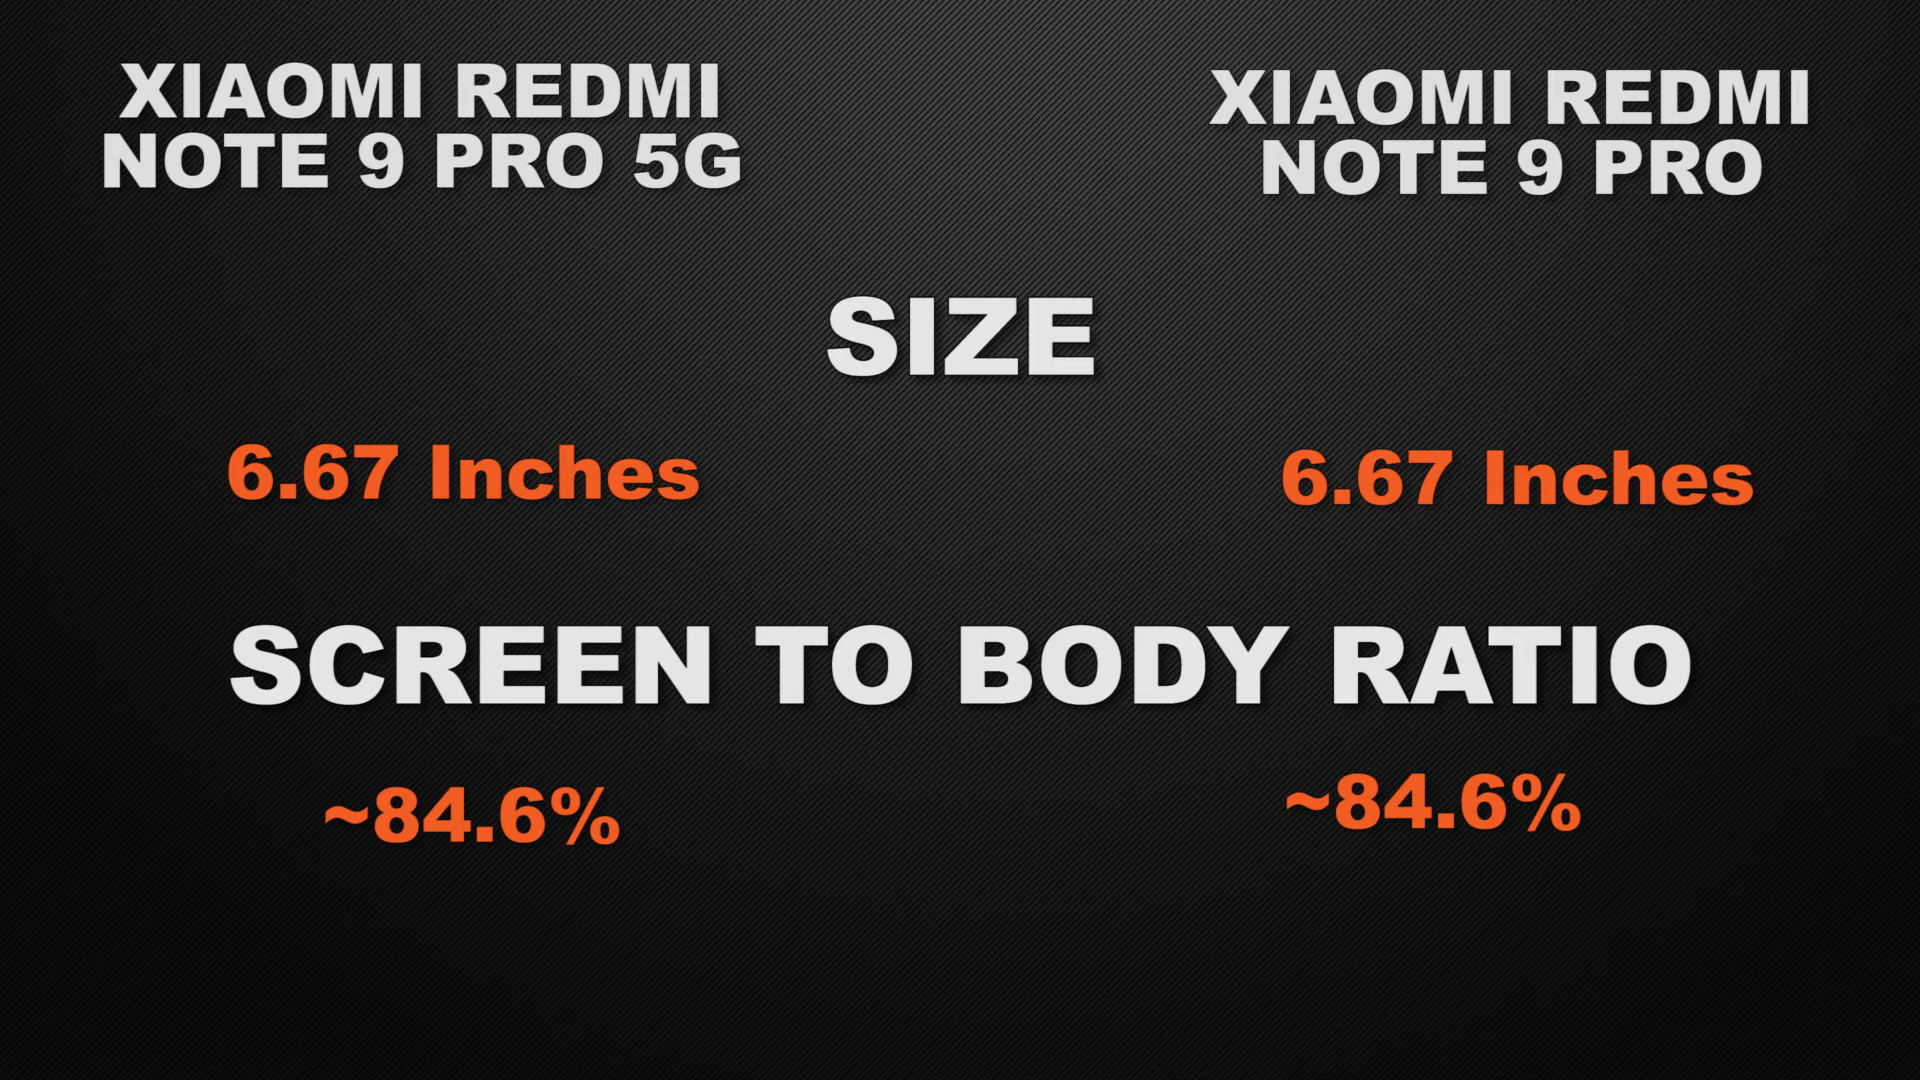 XIAOMI REDMI
NOTE 9 PRO 5G
XIAOMI REDMI
NOTE 9 PRO
SIZE
6.67 Inches
6.67 Inches
SCREEN TO BODY RATIO
~84.6%
~84.6%